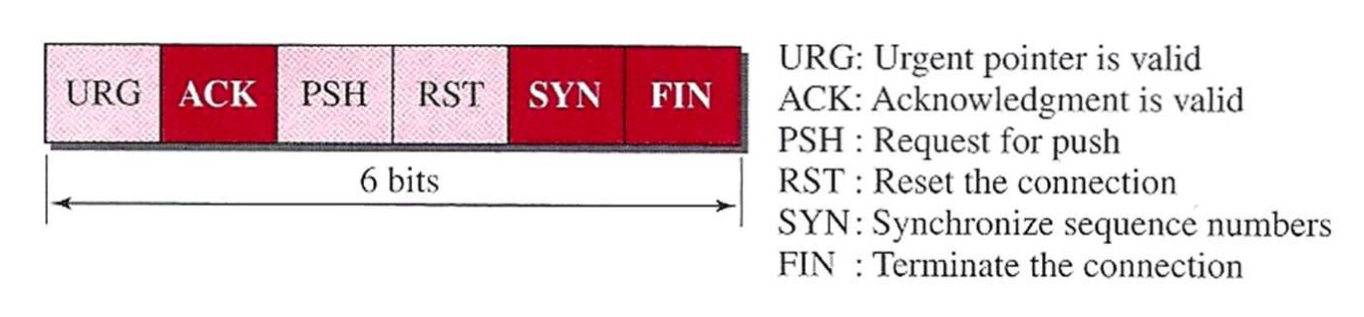 URG ACK PSH RST SYN FIN
6 bits
URG: Urgent pointer is valid
ACK: Acknowledgment is valid
PSH : Request for push
RST : Reset the connection
SYN: Synchronize sequence numbers
FIN : Terminate the connection